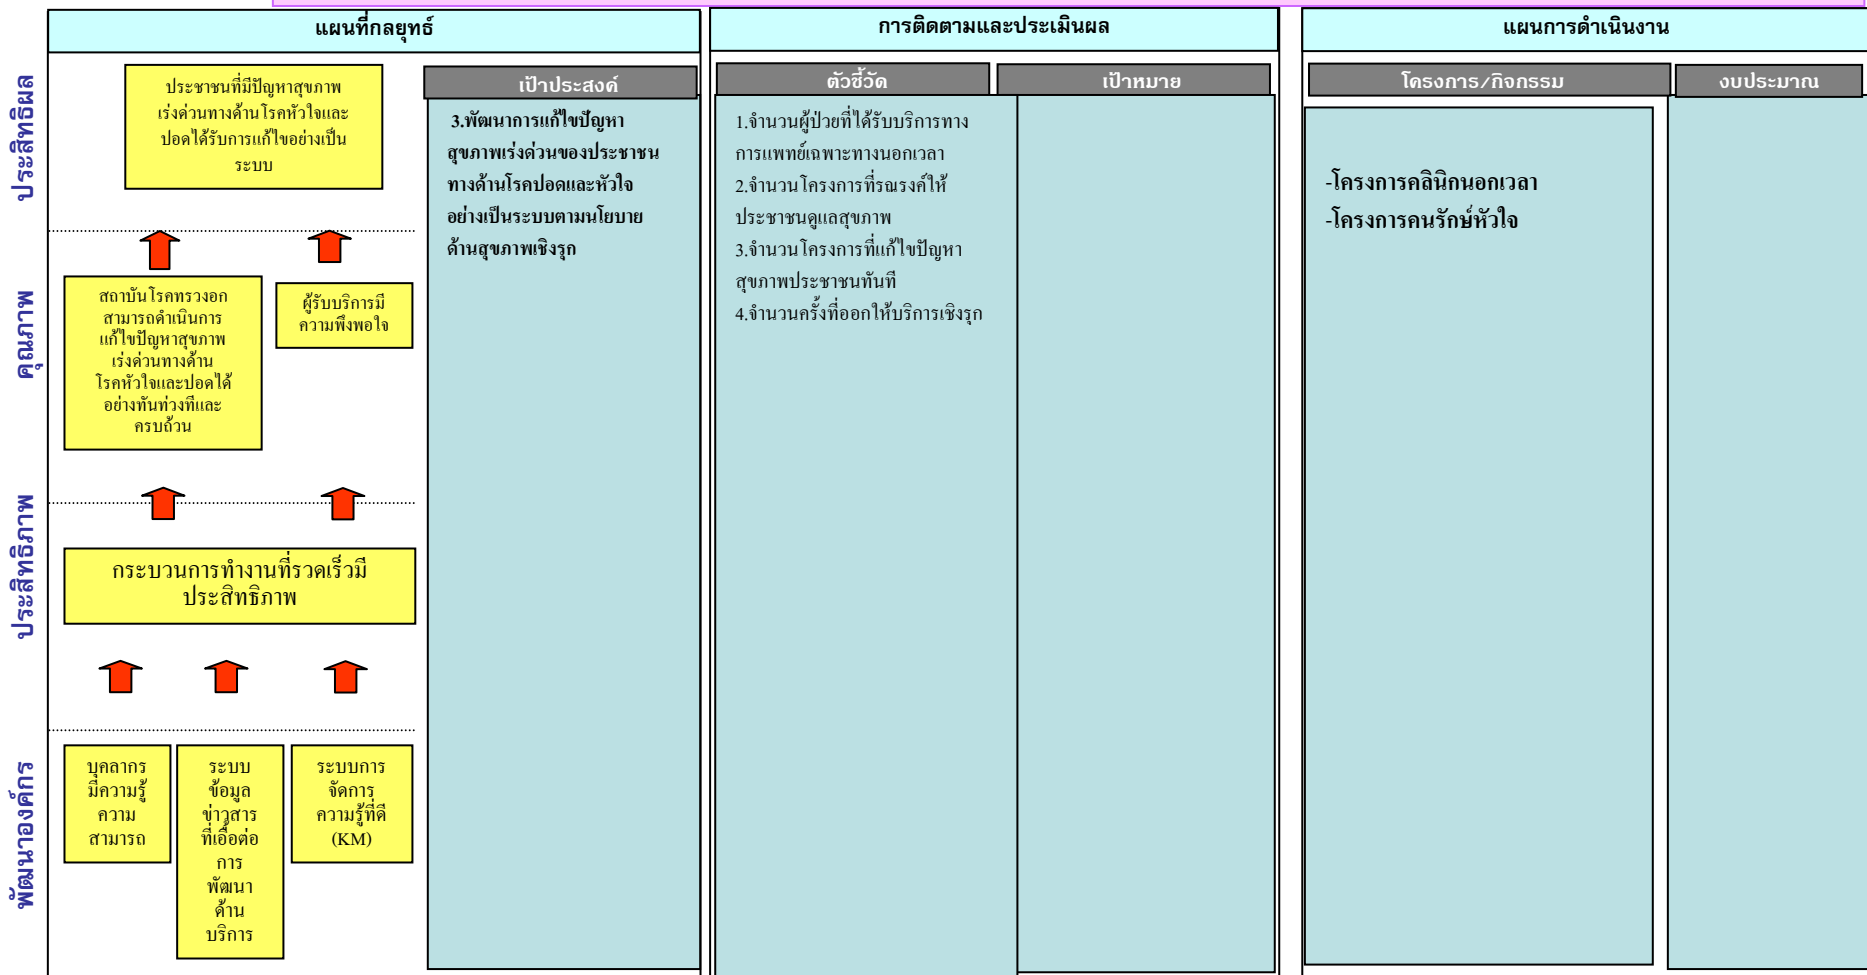 แผนที่กลยุทธ์
ประสิทธิผล
ประชาชนที่มีปัญหาสุขภาพ
เร่งด่วนทางด้านโรคหัวใจและ
ปอดได้รับการแก้ไขอย่างเป็น
ระบบ
คุณภาพ
สถาบันโรคทรวงอก
สามารถดำเนินการ
แก้ไขปัญหาสุขภาพ
เร่งด่วนทางด้าน
โรคหัวใจและปอดได้
อย่างทันท่วงทีและ
ครบถ้วน
ผู้รับบริการมี
ความพึงพอใจ
ประสิทธิภาพ
กระบวนการทำงานที่รวดเร็วมี
ประสิทธิภาพ
พัฒนาองค์กร
บุคลากร
มีความรู้
ความ
สามารถ
ระบบ
ข้อมูล
ข่าวสาร
ที่เอื้อต่อ
การ
พัฒนา
ด้าน
บริการ
ระบบการ
จัดการ
ความรู้ที่ดี
(KM)
เป้าประสงค์
3.พัฒนาการแก้ไขปัญหา
สุขภาพเร่งด่วนของประชาชน
ทางด้านโรคปอดและหัวใจ
อย่างเป็นระบบตามนโยบาย
ด้านสุขภาพเชิงรุก
การติดตามและประเมินผล
ตัวชี้วัด
1.จำนวนผู้ป่วยที่ได้รับบริการทาง
การแพทย์เฉพาะทางนอกเวลา
2.จำนวนโครงการที่รณรงค์ให้
ประชาชนดูแลสุขภาพ
3.จำนวนโครงการที่แก้ไขปัญหา
สุขภาพประชาชนทันที
4.จำนวนครั้งที่ออกให้บริการเชิงรุก
เป้าหมาย
แผนการดำเนินงาน
โครงการ/กิจกรรม
-โครงการคลินิกนอกเวลา
-โครงการคนรักษ์หัวใจ
งบประมาณ